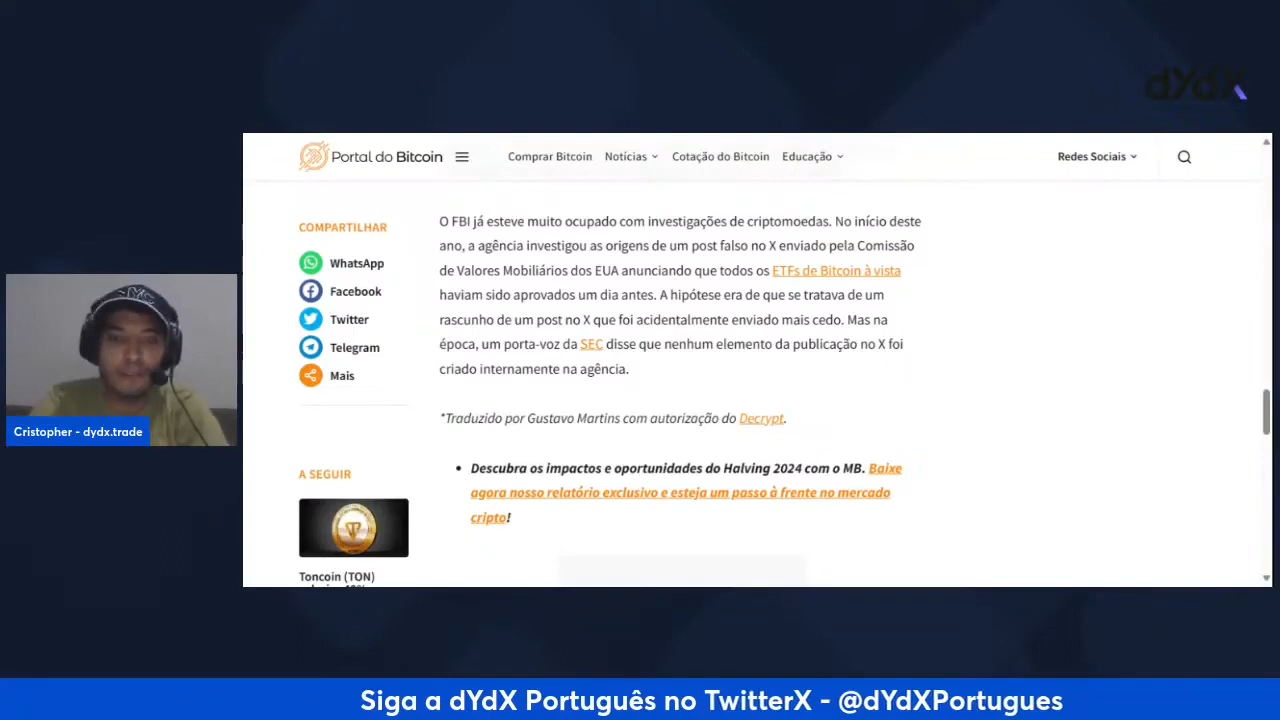 dYdX
Portal do Bitcoin
Comprar Bitcoin Notícias Cotação do Bitcoin Educação Redes Sociais
COMPARTILHAR
WhatsApp
Facebook
Twitter
Telegram
Mais
O FBI já esteve muito ocupado com investigações de criptomoedas. No início deste
ano, a agência investigou as origens de um post falso no X enviado pela Comissão
de Valores Mobiliários dos EUA anunciando que todos os ETFs de Bitcoin à vista
haviam sido aprovados um dia antes. A hipótese era de que se tratava de um
rascunho de um post no X que foi acidentalmente enviado mais cedo. Mas na
época, um porta-voz da SEC disse que nenhum elemento da publicação no X foi
criado internamente na agência.
*Traduzido por Gustavo Martins com autorização do Decrypt.
• Descubra os impactos e oportunidades do Halving 2024 com o MB. Baixe
agora nosso relatório exclusivo e esteja um passo à frente no mercado
cripto!
A SEGUIR
Toncoin (TON)
Cristopher - dydx.trade
Siga a dYdX Português no TwitterX - @dYdXPortugues